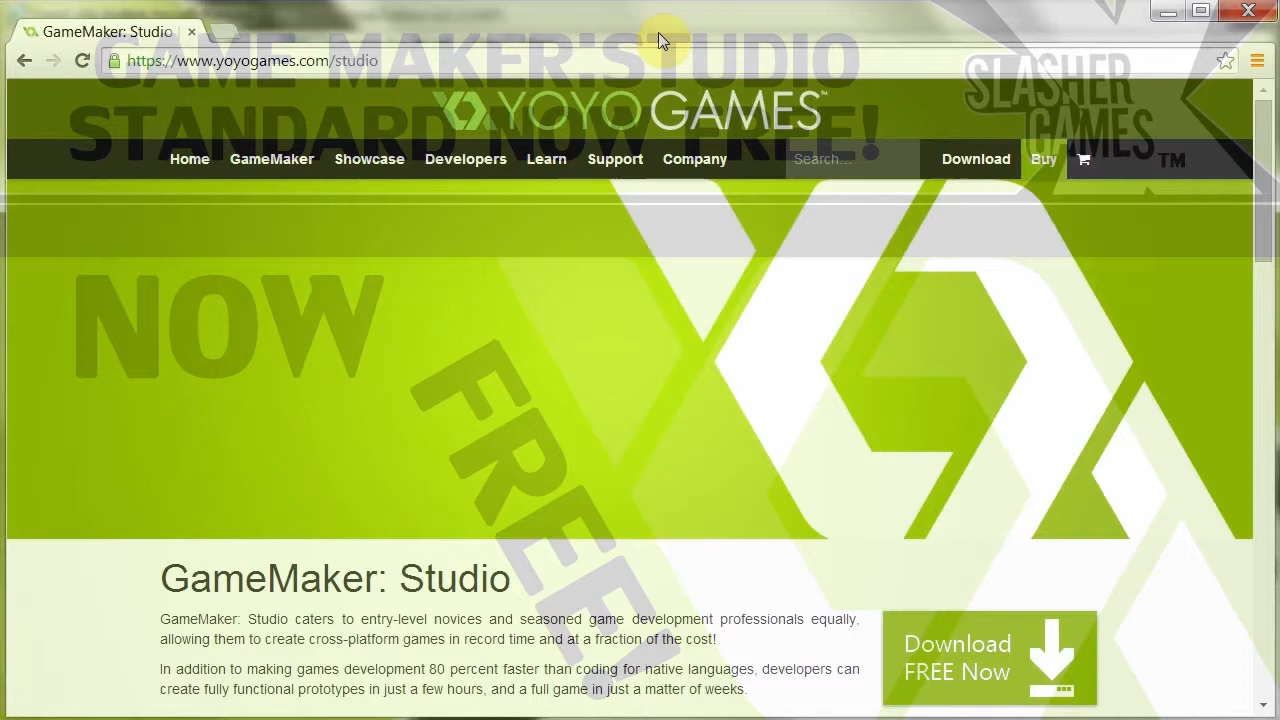 GameMaker: Studio
https://www.yoyogames.com/studio
GAME MAKER:STUDIO
STANDARD NOW FREE!
SLASHER
GAMES
TM
YOYO GAMES™
Home GameMaker Showcase Developers Learn Support Company Search... Download Buy
NOW
FREE!
GameMaker: Studio
GameMaker: Studio caters to entry-level novices and seasoned game development professionals equally,
allowing them to create cross-platform games in record time and at a fraction of the cost!
In addition to making games development 80 percent faster than coding for native languages, developers can
create fully functional prototypes in just a few hours, and a full game in just a matter of weeks.
Download
FREE Now